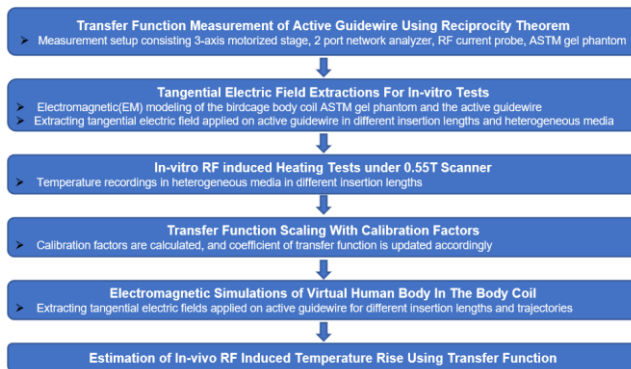 Transfer Function Measurement of Active Guidewire Using Reciprocity Theorem
➤ Measurement setup consisting 3-axis motorized stage, 2 port network analyzer, RF current probe, ASTM gel phantom
Tangential Electric Field Extractions For In-vitro Tests
➤ Electromagnetic(EM) modeling of the birdcage body coil ASTM gel phantom and the active guidewire
➤ Extracting tangential electric field applied on active guidewire in different insertion lengths and heterogeneous media
In-vitro RF induced Heating Tests under 0.55T Scanner
➤ Temperature recordings in heterogeneous media in different insertion lengths
Transfer Function Scaling With Calibration Factors
➤ Calibration factors are calculated, and coefficient of transfer function is updated accordingly
Electromagnetic Simulations of Virtual Human Body In The Body Coil
➤ Extracting tangential electric fields applied on active guidewire for different insertion lengths and trajectories
Estimation of In-vivo RF Induced Temperature Rise Using Transfer Function